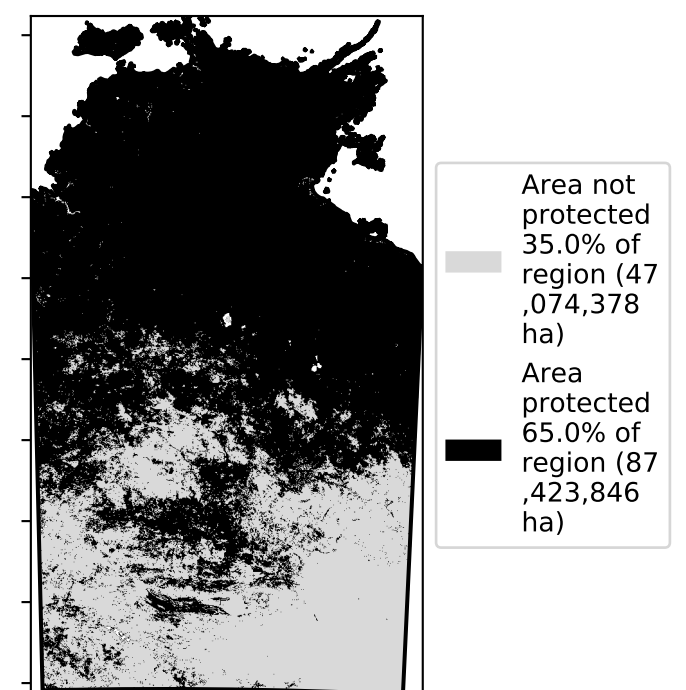 Area not
protected
35.0% of
region (47
,074,378
ha)
Area
protected
65.0% of
region (87
,423,846
ha)